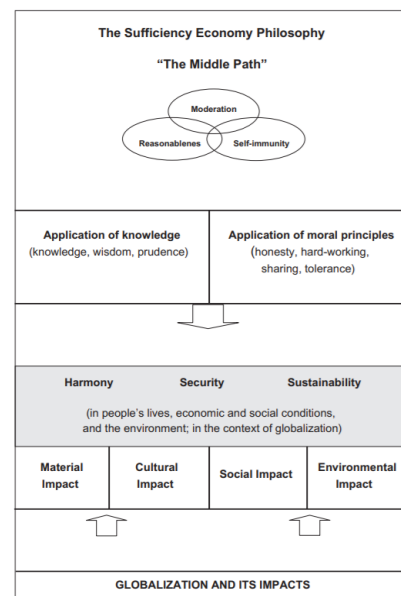 The Sufficiency Economy Philosophy
“The Middle Path”
Moderation
Reasonablenes
Self-immunity
Application of knowledge
(knowledge, wisdom, prudence)
Application of moral principles
(honesty, hard-working,
sharing, tolerance)
Harmony
Security
Sustainability
(in people's lives, economic and social conditions,
and the environment; in the context of globalization)
Material
Impact
Cultural
Impact
Social Impact
Environmental
Impact
GLOBALIZATION AND ITS IMPACTS